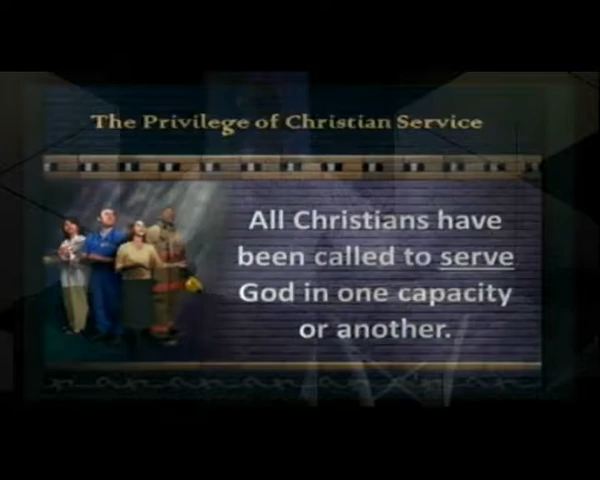 The Privilege of Christian Service
All Christians have
been called to serve
God in one capacity
or another.